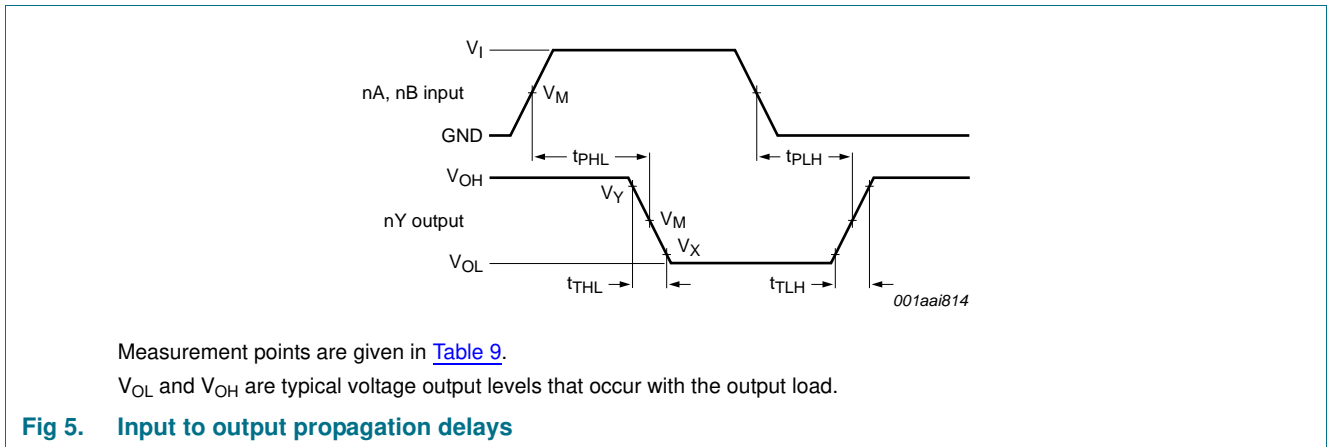 V_I
nA, nB input
V_M
GND
t_PHL
t_PLH
V_OH
V_Y
nY output
V_M
V_X
V_OL
t_THL
t_TLH
001aai814
Measurement points are given in Table 9.
V_OL and V_OH are typical voltage output levels that occur with the output load.
Fig 5. Input to output propagation delays